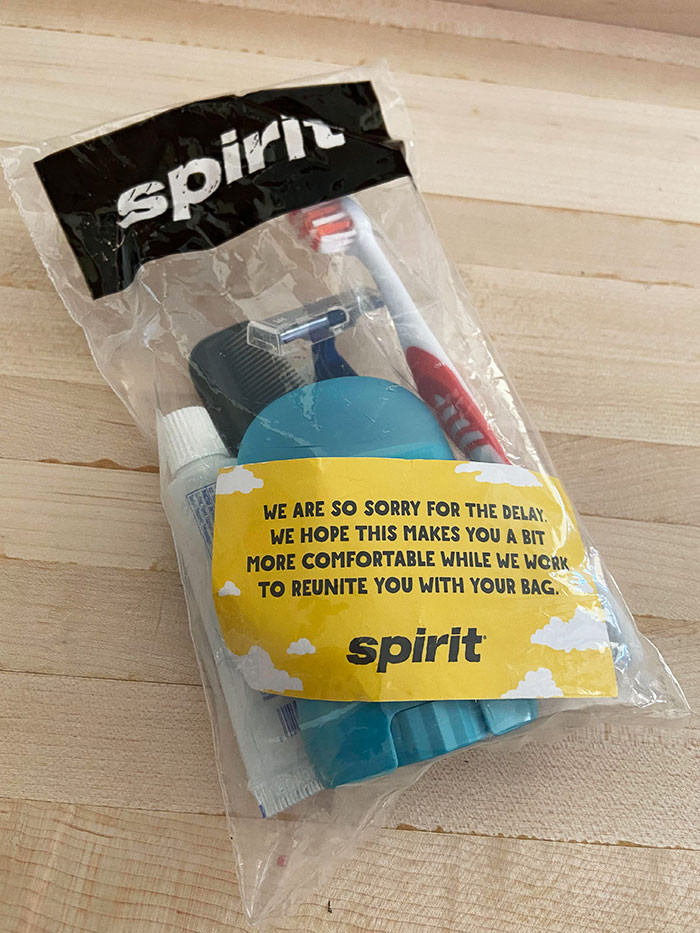 spirit
WE ARE SO SORRY FOR THE DELAY.
WE HOPE THIS MAKES YOU A BIT
MORE COMFORTABLE WHILE WE WORK
TO REUNITE YOU WITH YOUR BAG.
spirit